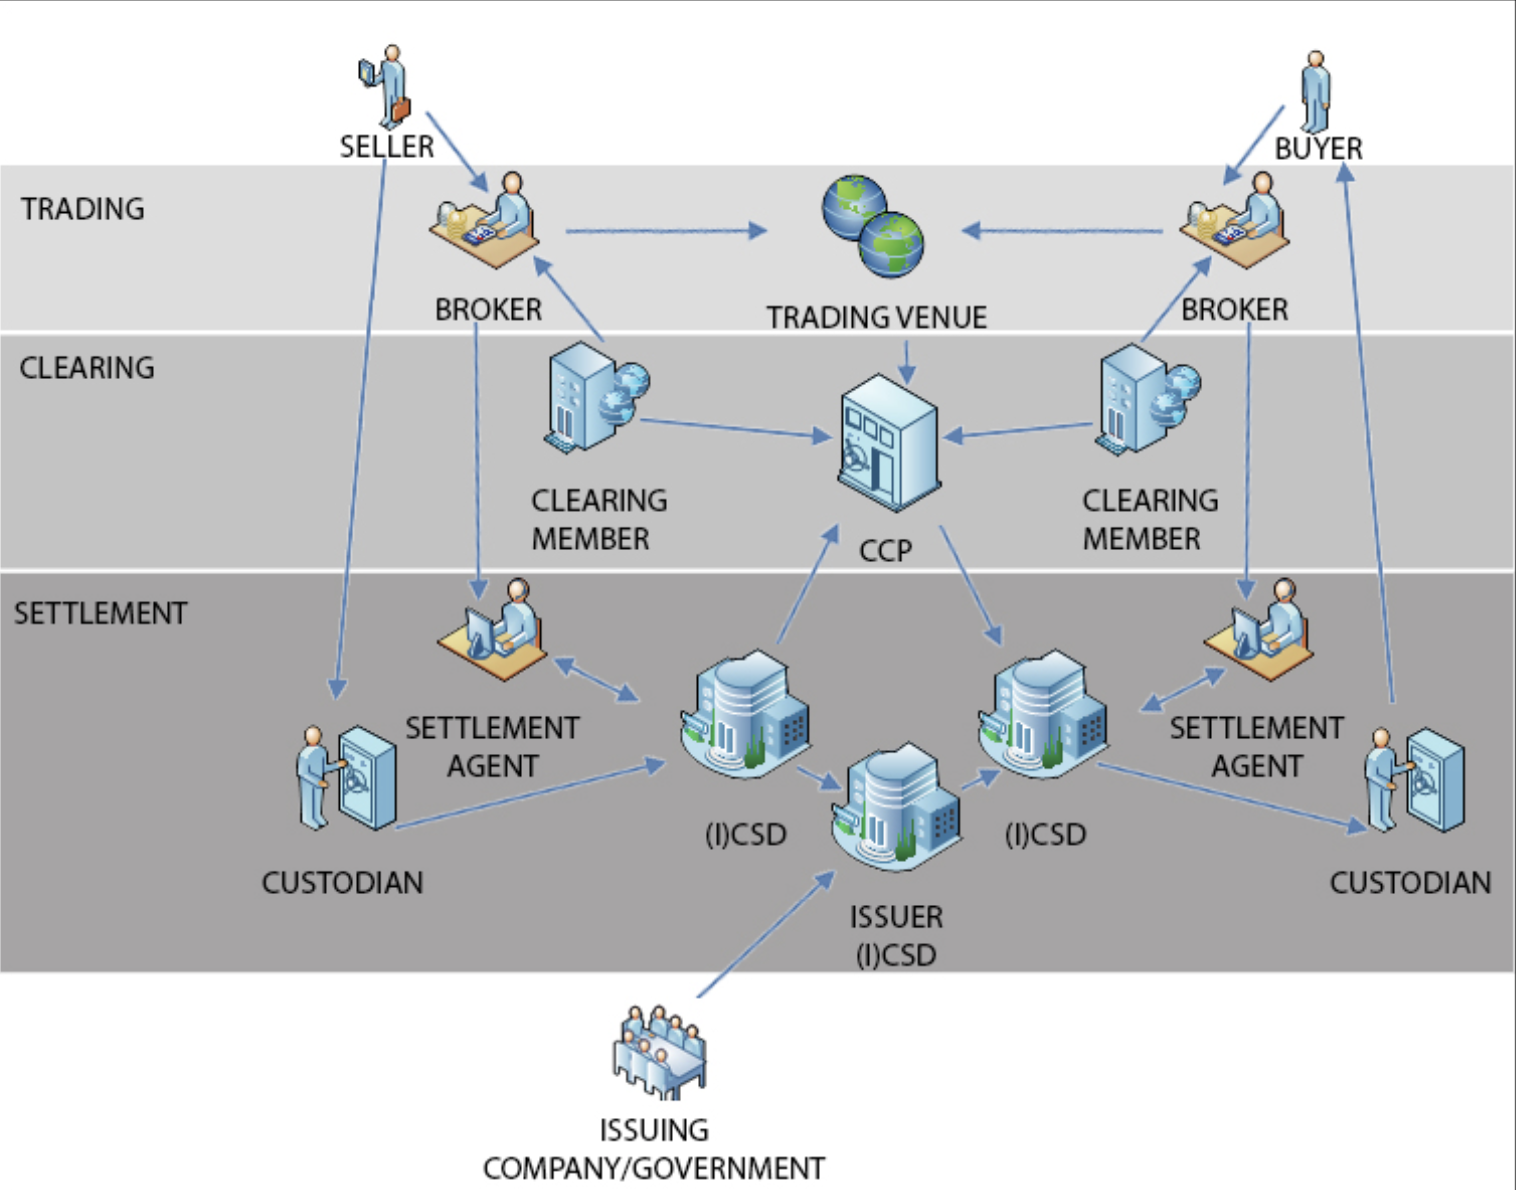 SELLER
BUYER
TRADING
BROKER
TRADING VENUE
BROKER
CLEARING
CLEARING
MEMBER
CCP
CLEARING
MEMBER
SETTLEMENT
SETTLEMENT
AGENT
SETTLEMENT
AGENT
(I)CSD
(I)CSD
CUSTODIAN
CUSTODIAN
ISSUER
(I)CSD
ISSUING
COMPANY/GOVERNMENT